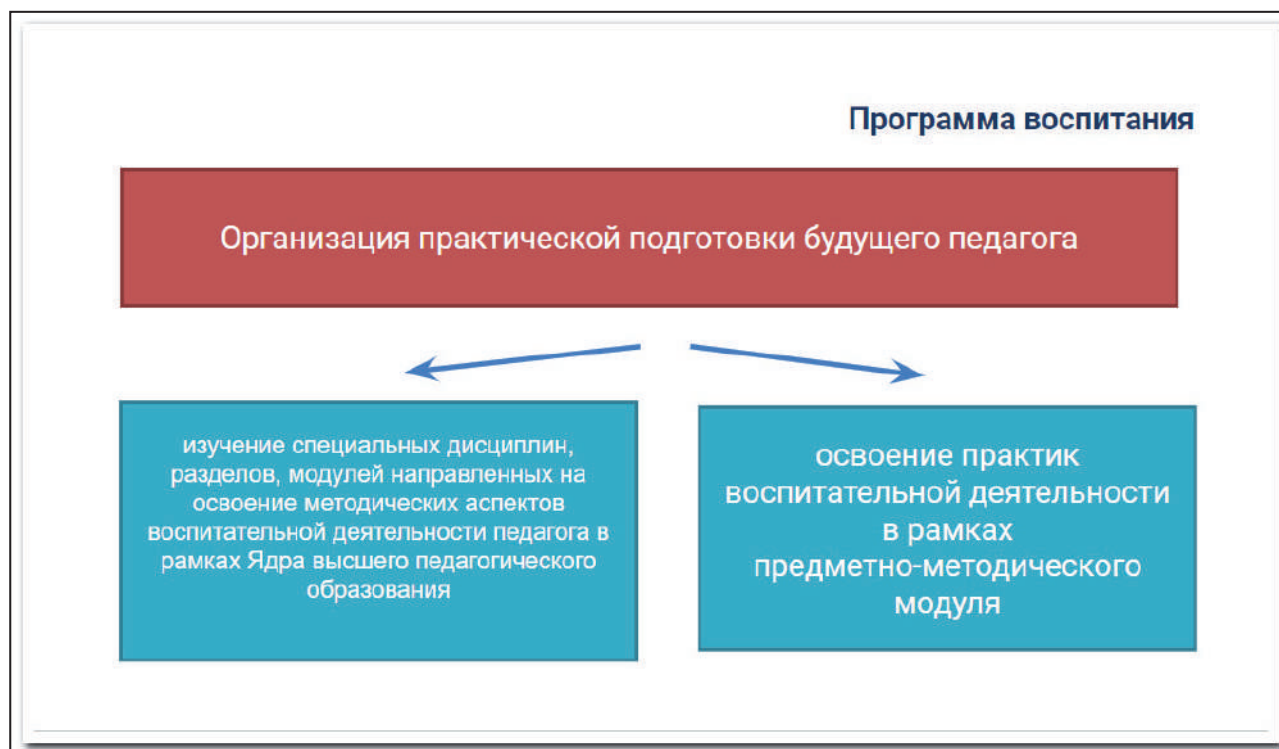 Программа воспитания
Организация практической подготовки будущего педагога
изучение специальных дисциплин,
разделов, модулей направленных на
освоение методических аспектов
воспитательной деятельности педагога в
рамках Ядра высшего педагогического
образования
освоение практик
воспитательной деятельности
в рамках
предметно-методического
модуля